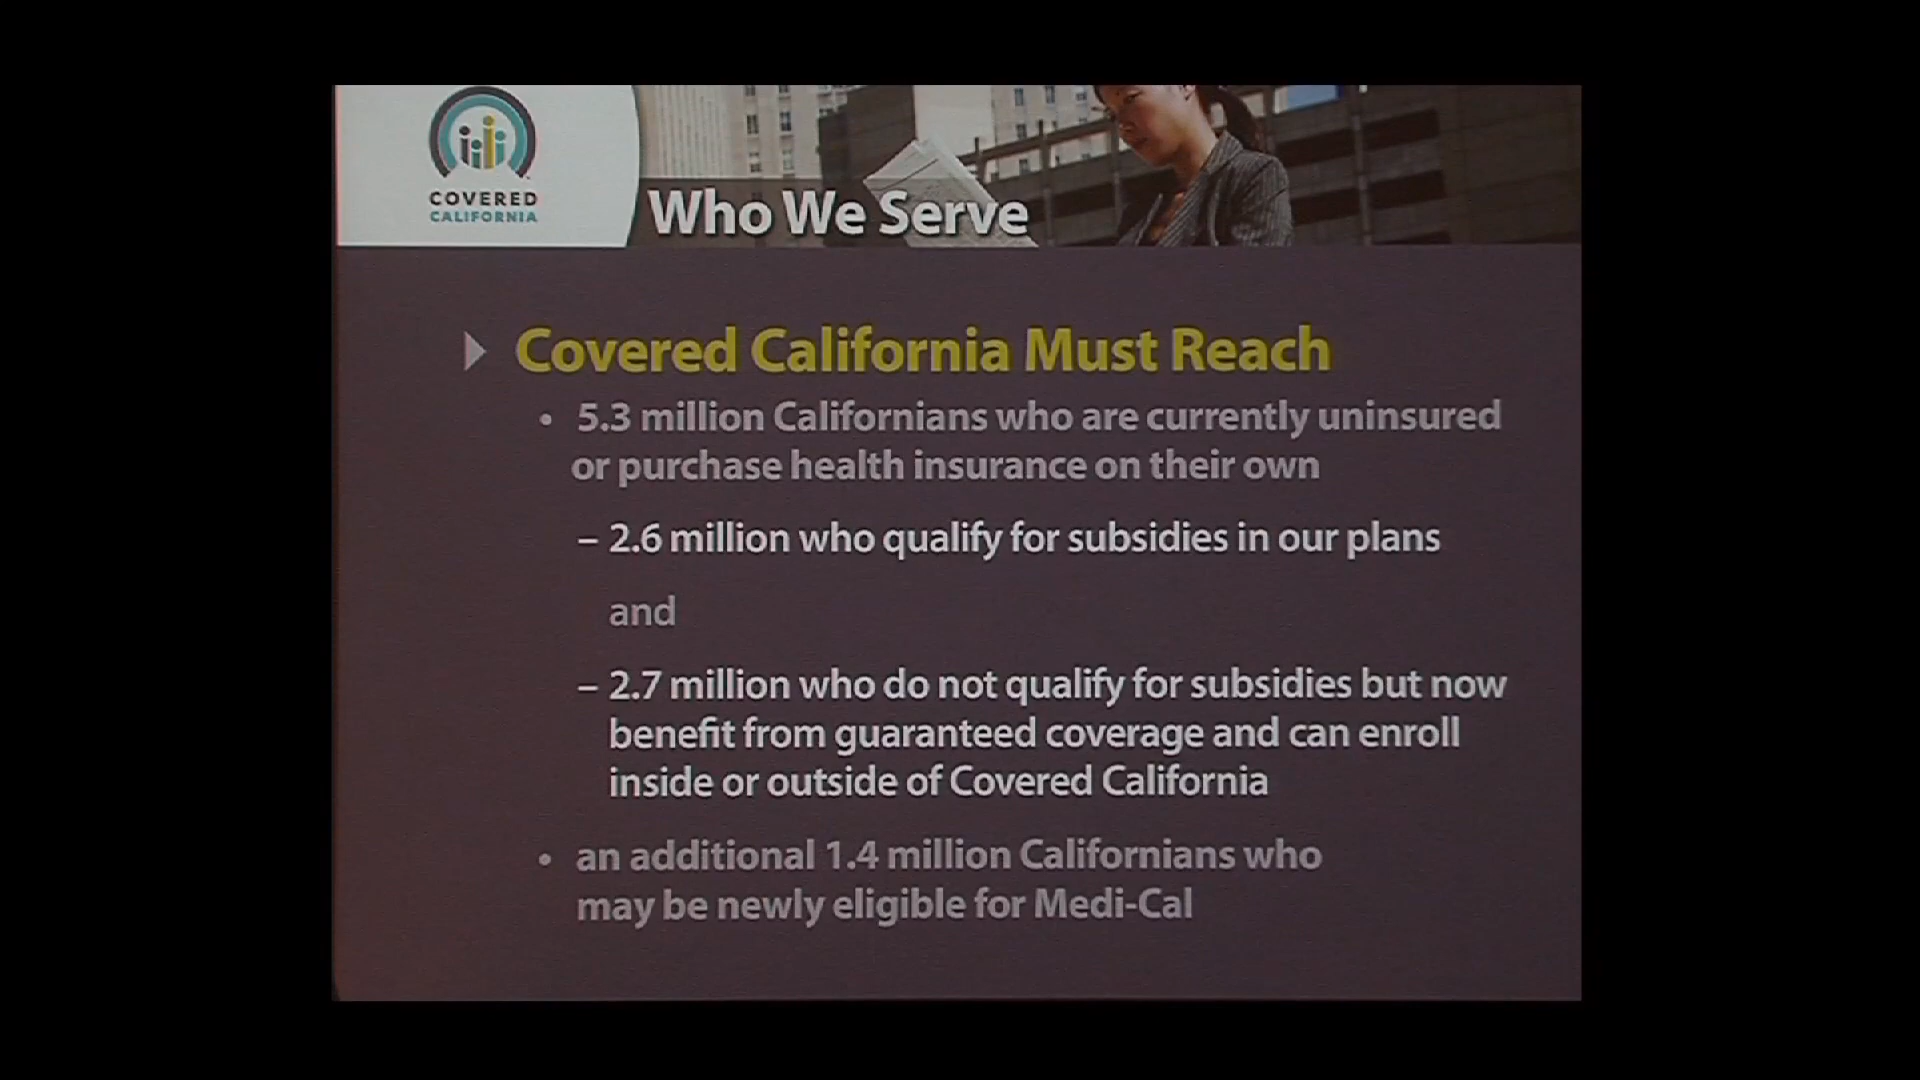 COVERED
CALIFORNIA
Who We Serve
Covered California Must Reach
• 5.3 million Californians who are currently uninsured
or purchase health insurance on their own
– 2.6 million who qualify for subsidies in our plans
and
– 2.7 million who do not qualify for subsidies but now
benefit from guaranteed coverage and can enroll
inside or outside of Covered California
• an additional 1.4 million Californians who
may be newly eligible for Medi-Cal